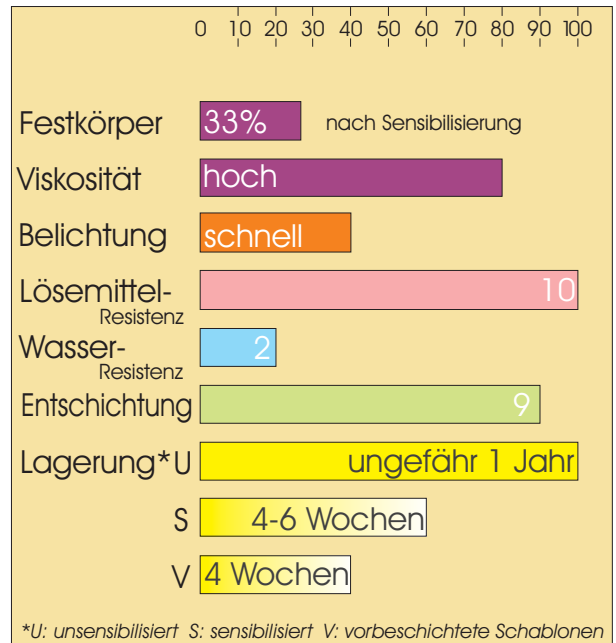 0 10 20 30 40 50 60 70 80 90 100
Festkörper 33% nach Sensibilisierung
Viskosität hoch
Belichtung schnell
Lösemittel- 10
Resistenz
Wasser- 2
Resistenz
Entschichtung 9
Lagerung*U ungefähr 1 Jahr
S 4-6 Wochen
V 4 Wochen
*U: unsensibilisiert S: sensibilisiert V: vorbeschichtete Schablonen